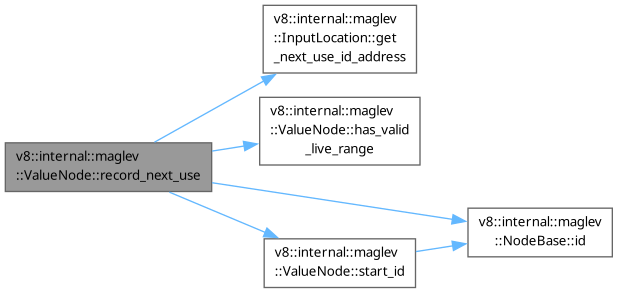 v8::internal::maglev
::InputLocation::get
_next_use_id_address
v8::internal::maglev
::ValueNode::has_valid
_live_range
v8::internal::maglev
::ValueNode::record_next_use
v8::internal::maglev
::NodeBase::id
v8::internal::maglev
::ValueNode::start_id